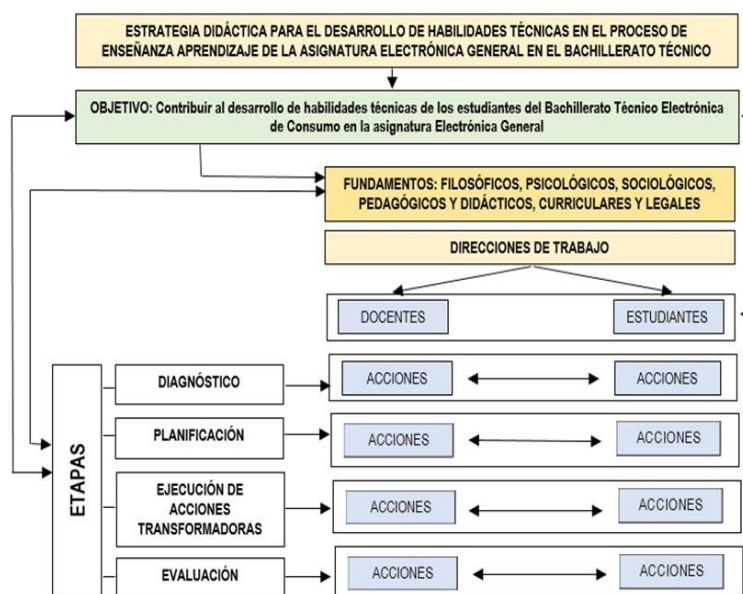 ESTRATEGIA DIDÁCTICA PARA EL DESARROLLO DE HABILIDADES TÉCNICAS EN EL PROCESO DE
ENSEÑANZA APRENDIZAJE DE LA ASIGNATURA ELECTRÓNICA GENERAL EN EL BACHILLERATO TÉCNICO
OBJETIVO: Contribuir al desarrollo de habilidades técnicas de los estudiantes del Bachillerato Técnico Electrónica
de Consumo en la asignatura Electrónica General
FUNDAMENTOS: FILOSÓFICOS, PSICOLÓGICOS, SOCIOLÓGICOS,
PEDAGÓGICOS Y DIDÁCTICOS, CURRICULARES Y LEGALES
DIRECCIONES DE TRABAJO
DOCENTES
ESTUDIANTES
ETAPAS
DIAGNÓSTICO
ACCIONES
ACCIONES
PLANIFICACIÓN
ACCIONES
ACCIONES
EJECUCIÓN DE
ACCIONES
TRANSFORMADORAS
ACCIONES
ACCIONES
EVALUACIÓN
ACCIONES
ACCIONES